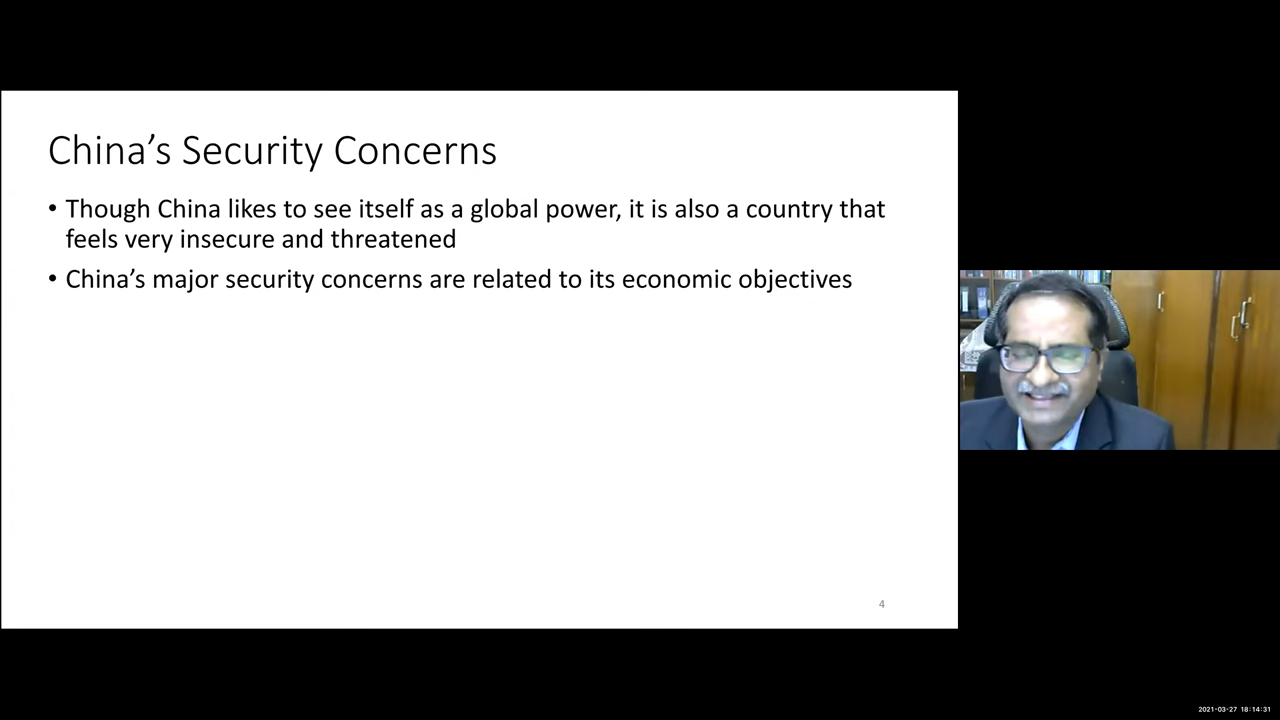 China’s Security Concerns
• Though China likes to see itself as a global power, it is also a country that
feels very insecure and threatened
• China’s major security concerns are related to its economic objectives
4
2021-03-27 18:14:31